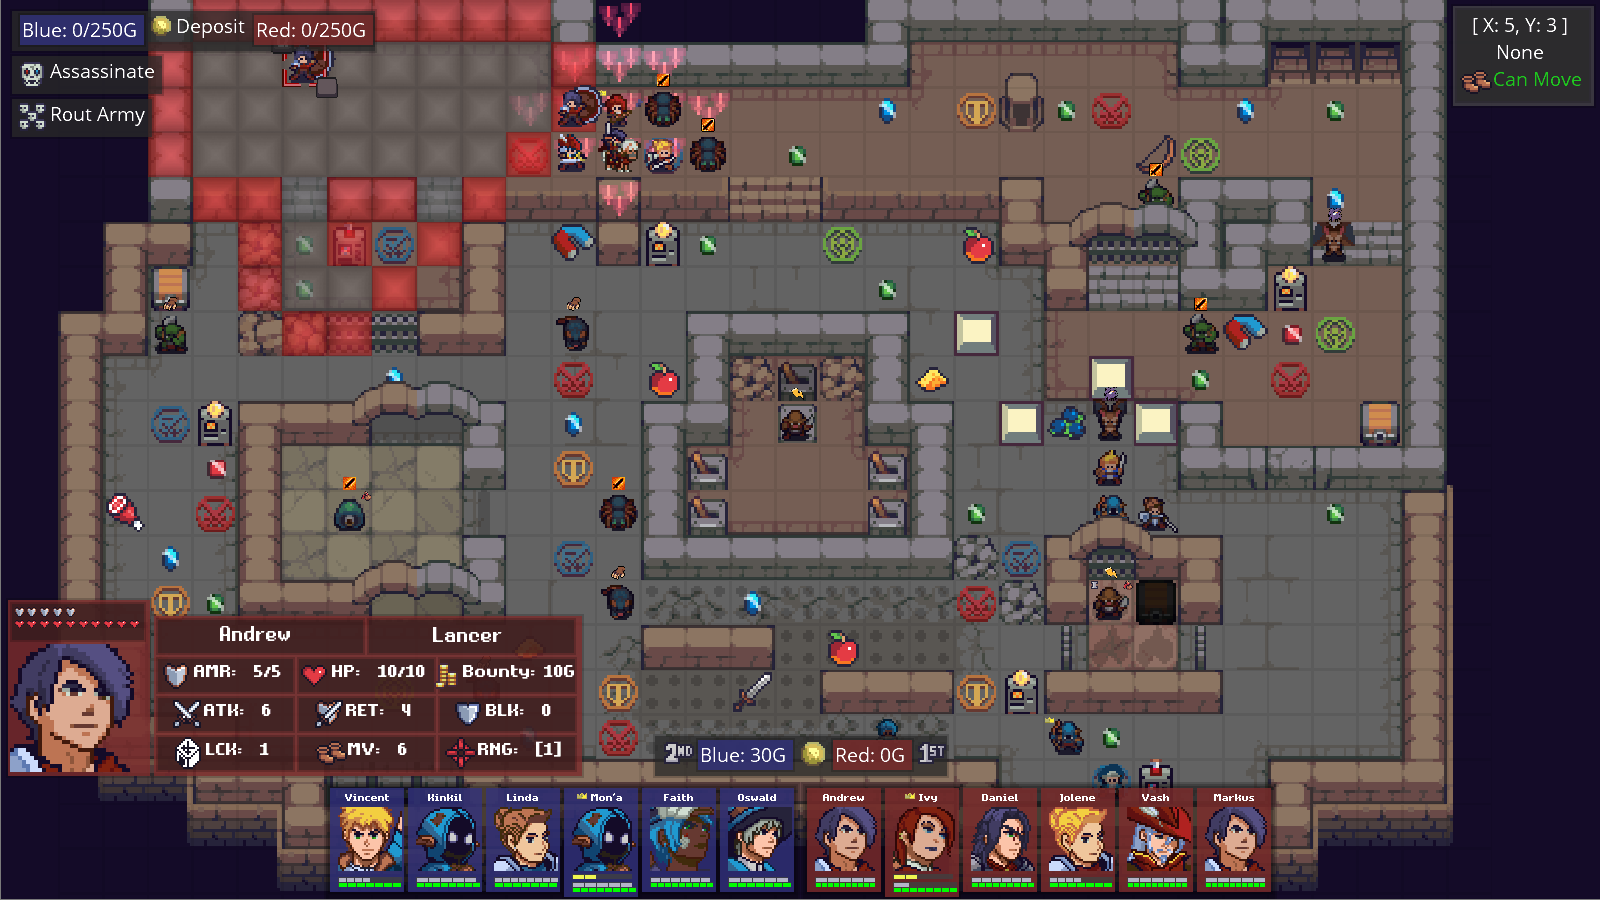 Blue: 0/250G
Deposit
Red: 0/250G
Assassinate
Rout Army
[ X: 5, Y: 3 ]
None
Can Move
Andrew
Lancer
AMR: 5/5
HP: 10/10
Bounty: 10G
ATK: 6
RET: 4
BLK: 0
LCK: 1
MV: 6
RNG: [1]
2ND
Blue: 30G
Red: 0G
1ST
Vincent
Kinkil
Linda
Mon'a
Faith
Oswald
Andrew
Ivy
Daniel
Jolene
Vash
Markus